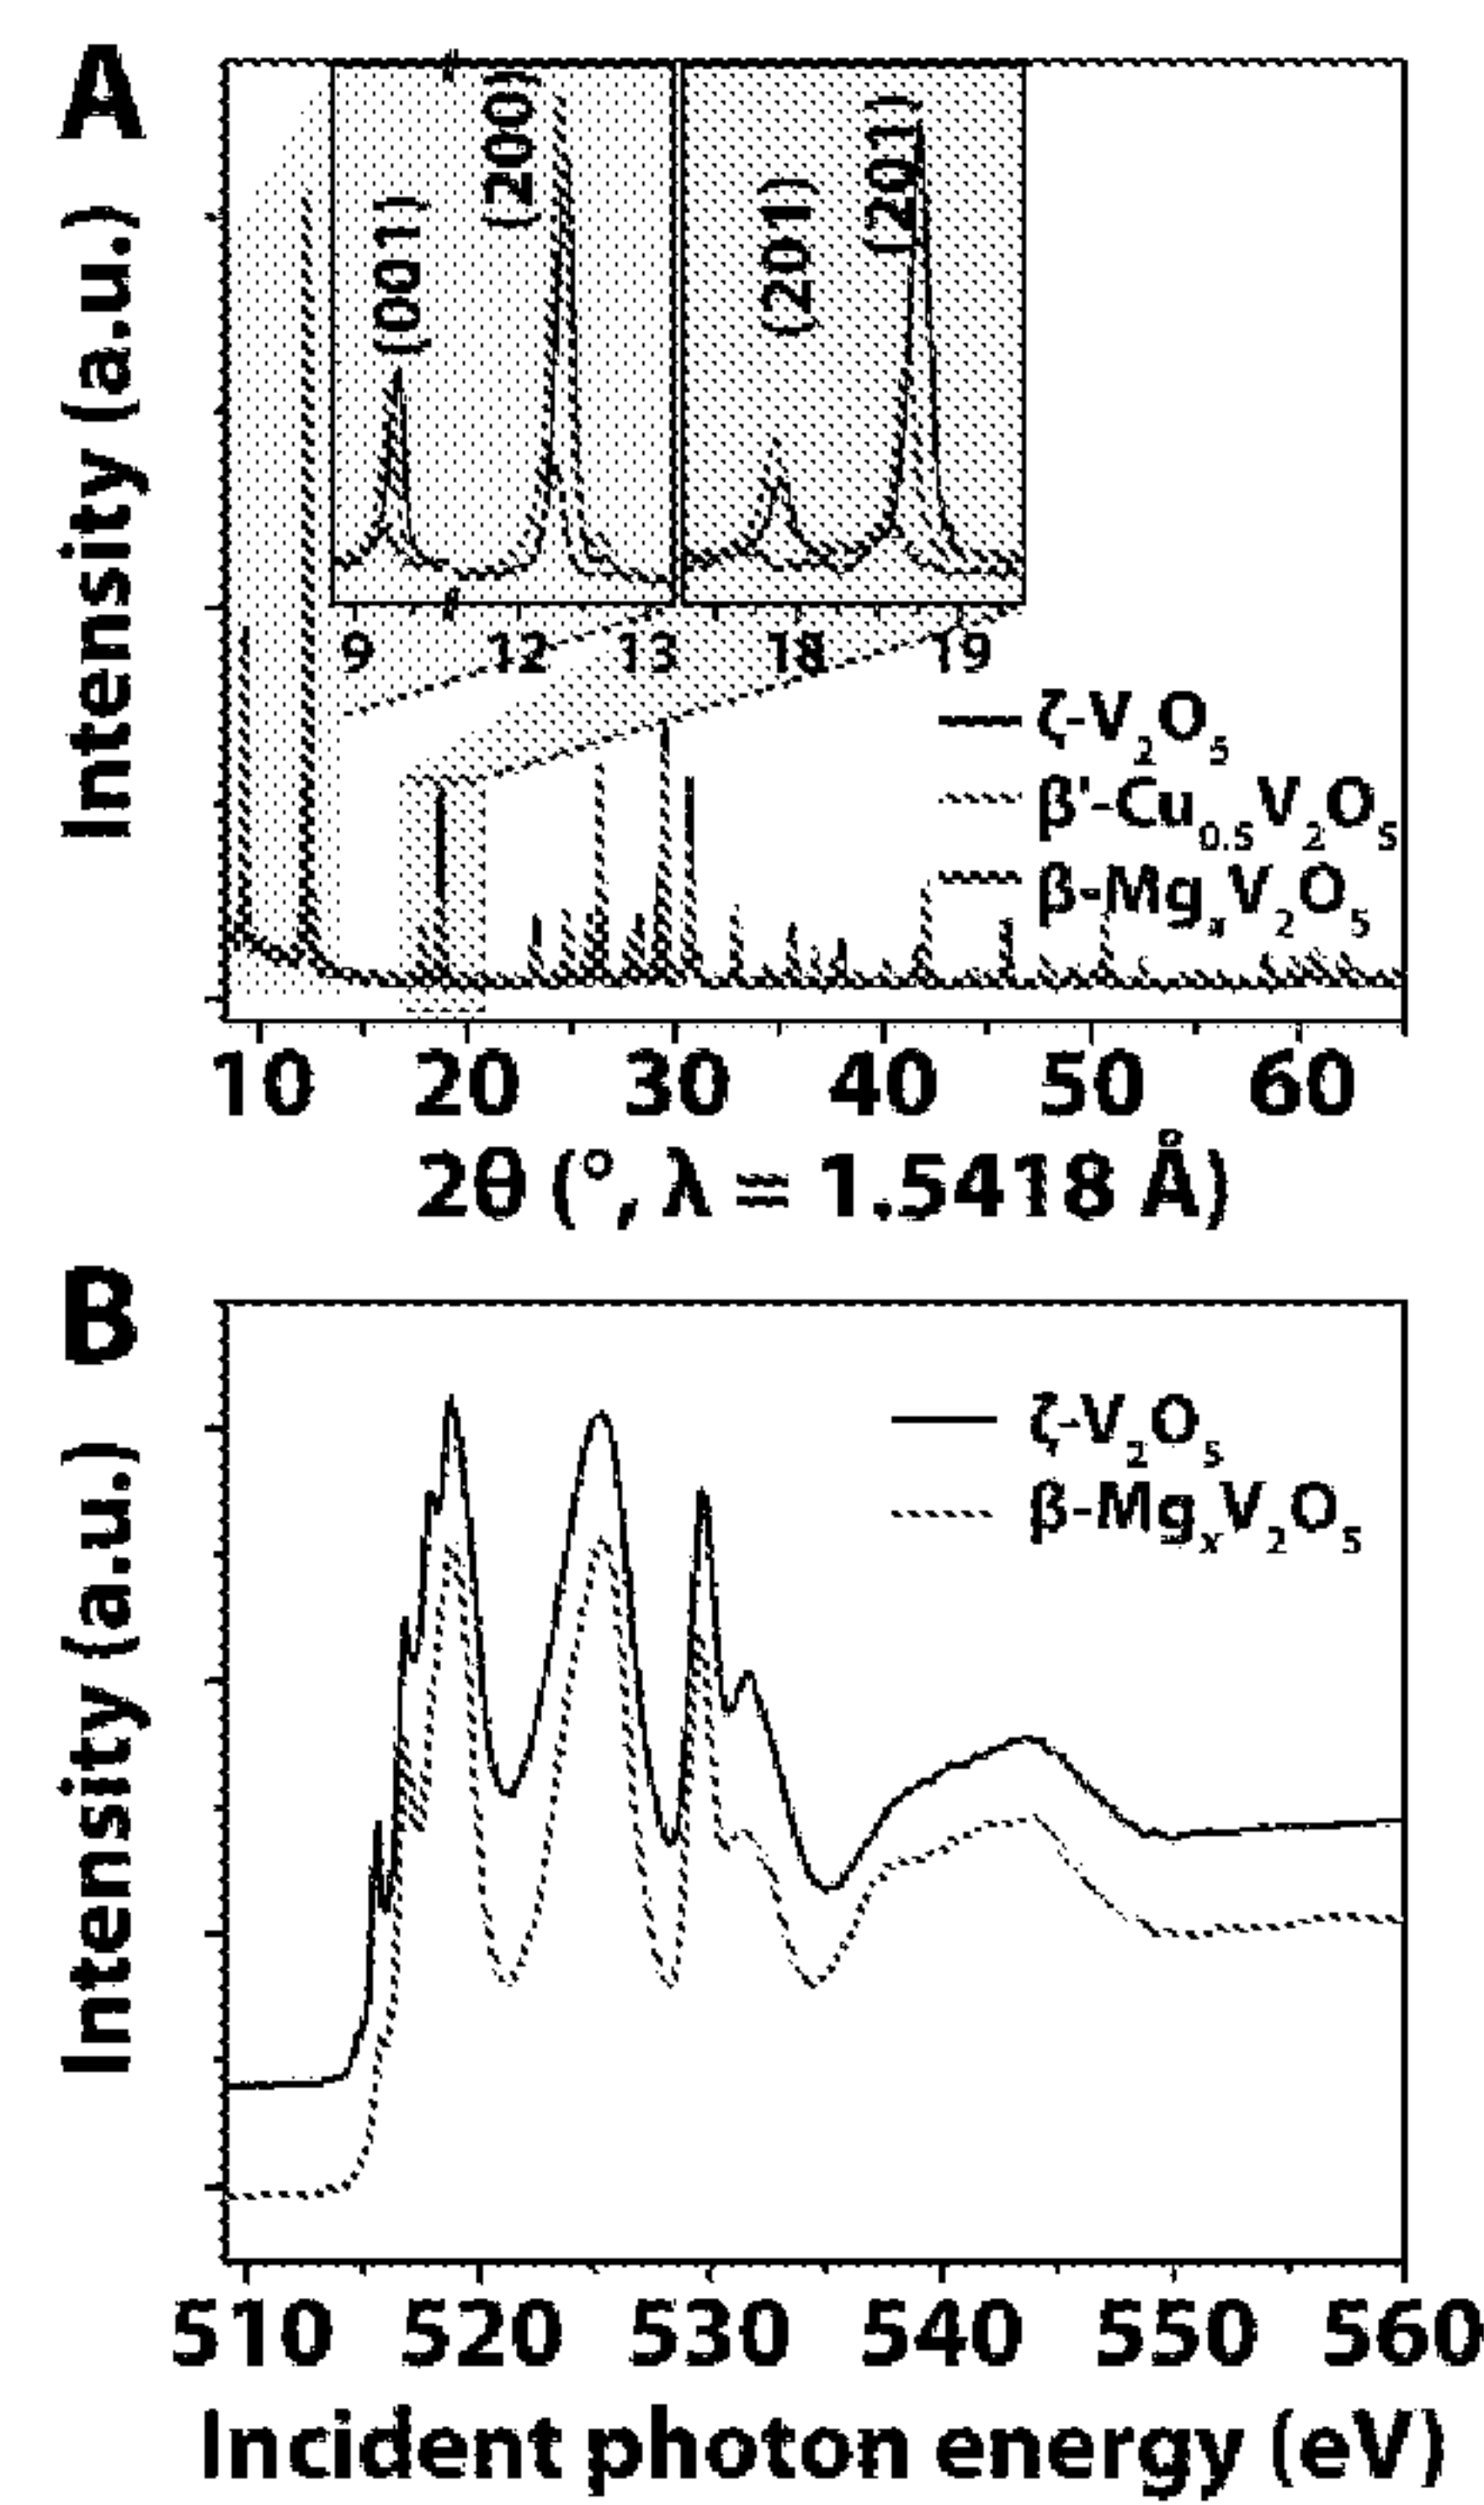 A
Intensity (a.u.)
(001)
(200)
(201)
(201)
9 12 13 18 19
ζ-V₂O₅
β'-Cu₀.₅V₂O₅
β-MgₓV₂O₅
10 20 30 40 50 60
2θ (°, λ = 1.5418 Å)
B
Intensity (a.u.)
ζ-V₂O₅
β-MgₓV₂O₅
510 520 530 540 550 560
Incident photon energy (eV)